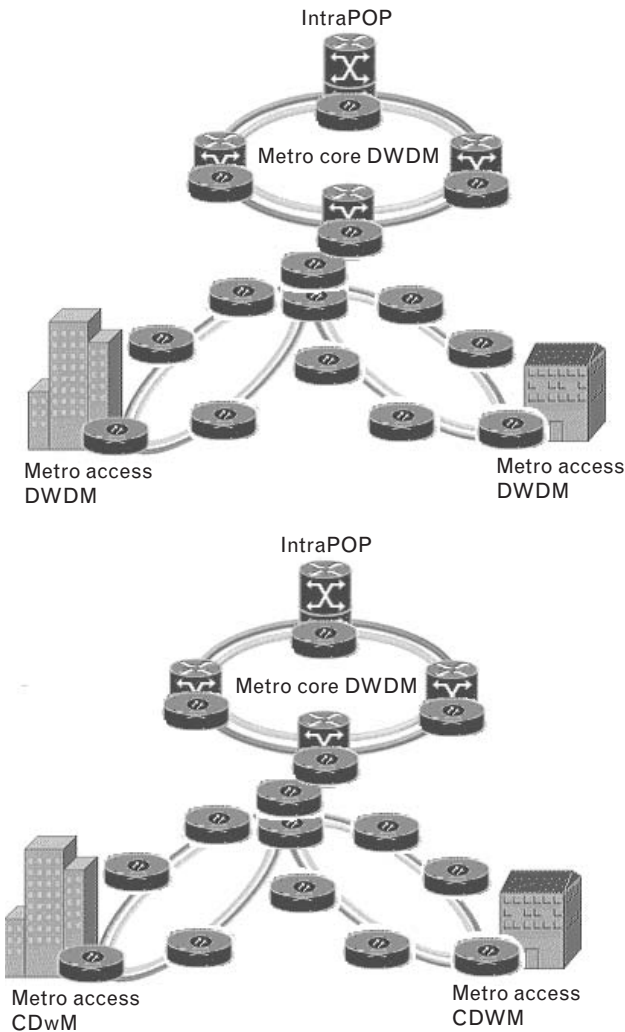 IntraPOP
Metro core DWDM
Metro access
DWDM
Metro access
DWDM
IntraPOP
Metro core DWDM
Metro access
CDwM
Metro access
CDWM